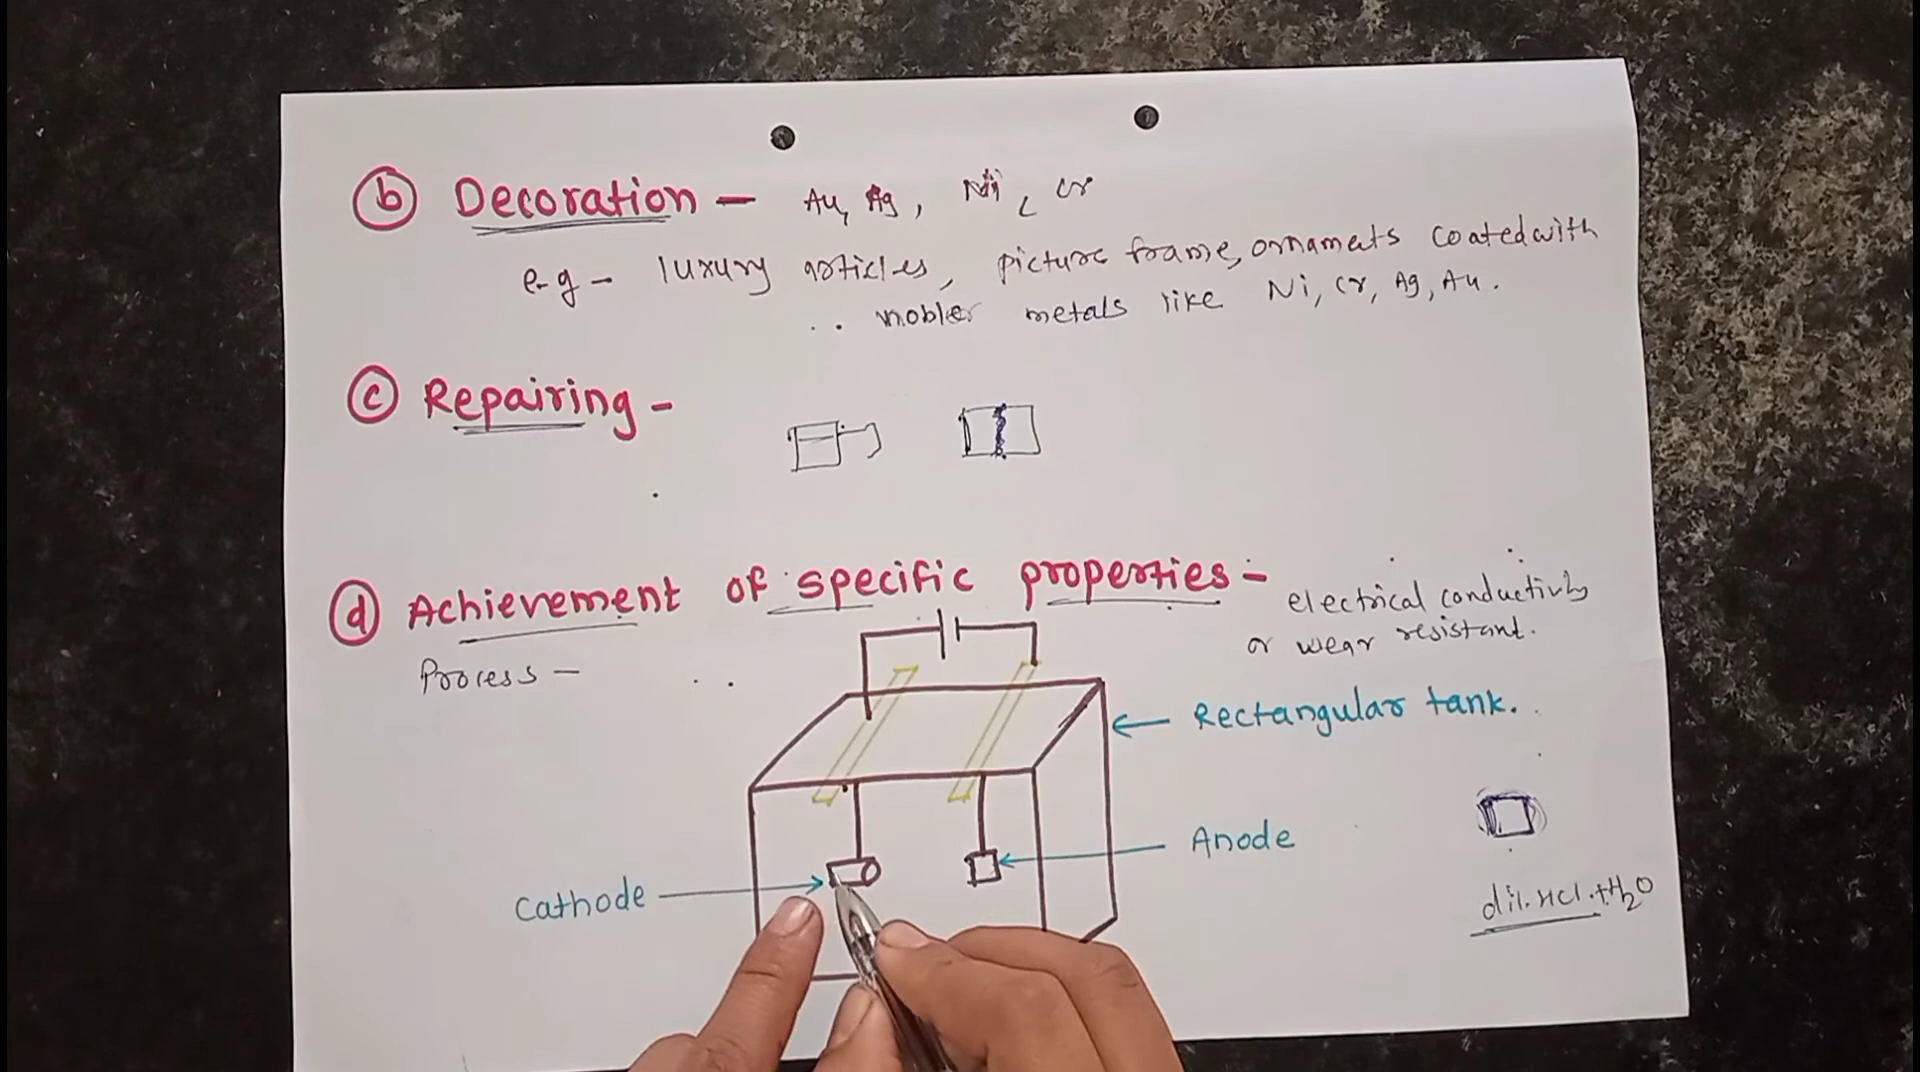 b Decoration - Au, Ag, Ni, Cr
e.g - luxury articles, picture frame, ornamets coated with
nobler metals like Ni, Cr, Ag, Au.
c Repairing -
d Achievement of specific properties - electrical conductivity
or wear resistant.
Process -
Rectangular tank.
Anode
Cathode
dil. HCl. + H2O